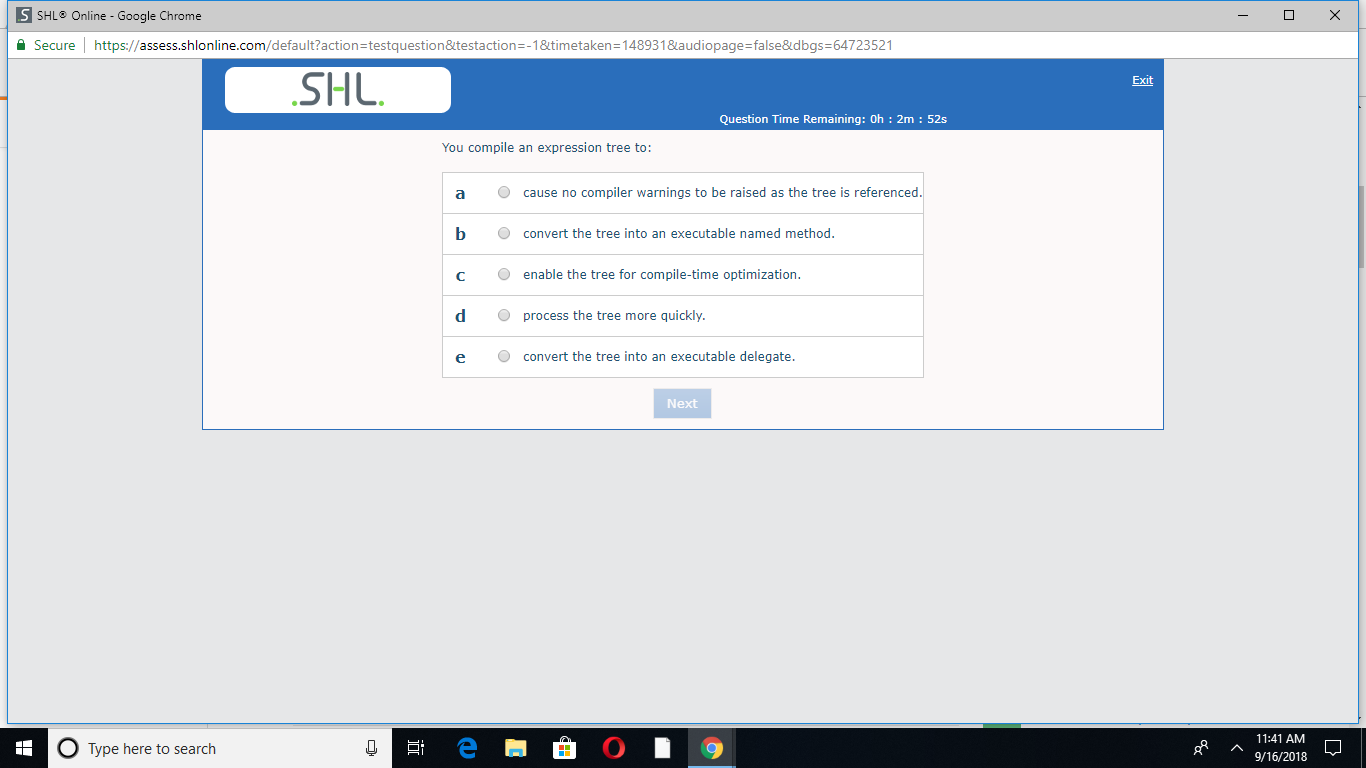 SHL® Online - Google Chrome
Secure https://assess.shlonline.com/default?action=testquestion&testaction=-1&timetaken=148931&audiopage=false&dbgs=64723521
.SHL.
Exit
Question Time Remaining: 0h : 2m : 52s
You compile an expression tree to:
a cause no compiler warnings to be raised as the tree is referenced.
b convert the tree into an executable named method.
c enable the tree for compile-time optimization.
d process the tree more quickly.
e convert the tree into an executable delegate.
Next
Type here to search
11:41 AM
9/16/2018